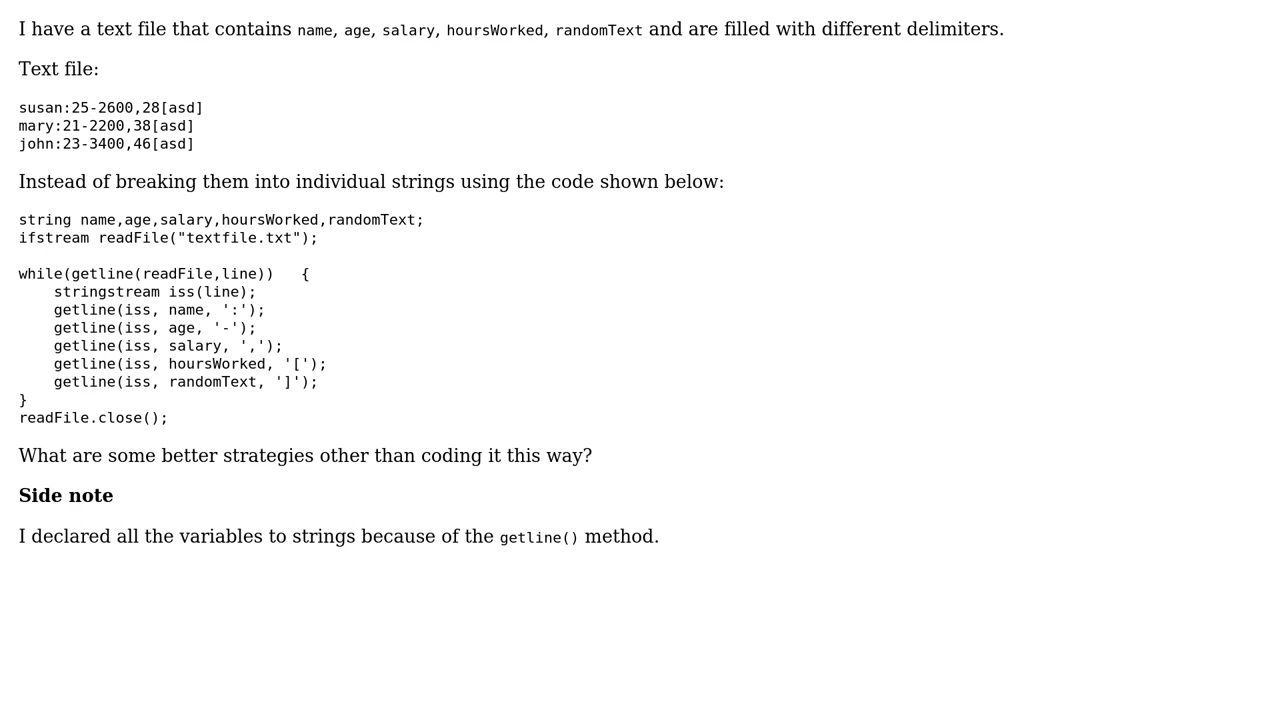 I have a text file that contains name, age, salary, hoursWorked, randomText and are filled with different delimiters.
Text file:
susan:25-2600,28[asd]
mary:21-2200,38[asd]
john:23-3400,46[asd]
Instead of breaking them into individual strings using the code shown below:
string name,age,salary,hoursWorked,randomText;
ifstream readFile("textfile.txt");
while(getline(readFile,line))   {
    stringstream iss(line);
    getline(iss, name, ':');
    getline(iss, age, '-');
    getline(iss, salary, ',');
    getline(iss, hoursWorked, '[');
    getline(iss, randomText, ']');
}
readFile.close();
What are some better strategies other than coding it this way?
Side note
I declared all the variables to strings because of the getline() method.